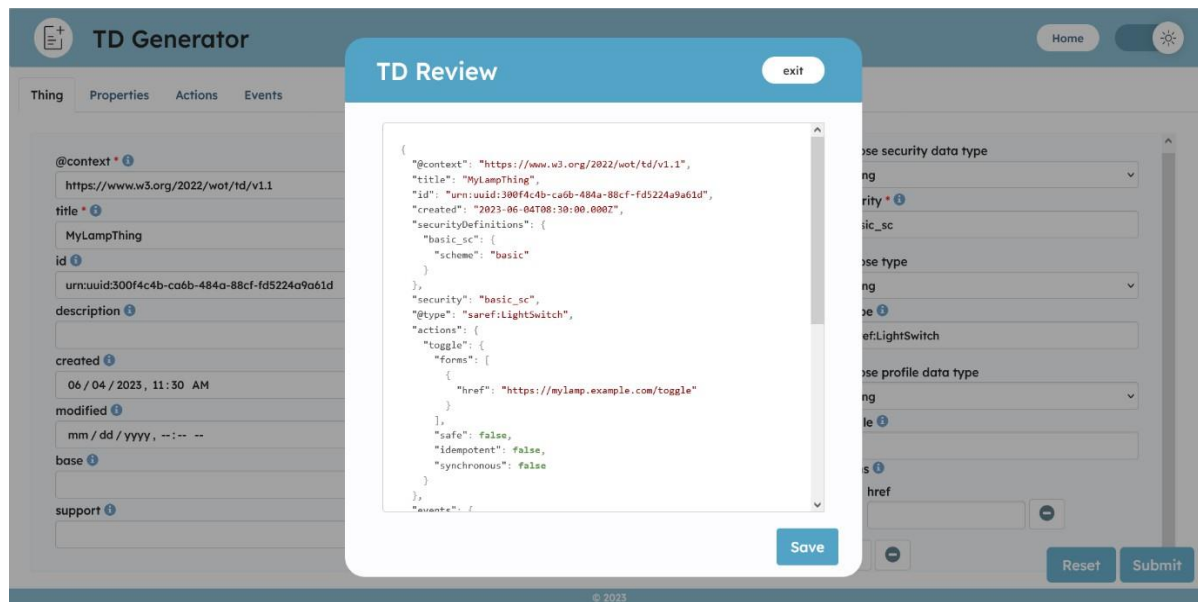 TD Generator
Home
Thing
Properties
Actions
Events
@context *
https://www.w3.org/2022/wot/td/v1.1
title *
MyLampThing
id
urn:uuid:300f4c4b-ca6b-484a-88cf-fd5224a9a61d
description
created
06 / 04 / 2023 , 11 : 30 AM
modified
mm / dd / yyyy , -- : -- --
base
support
TD Review
exit
{
"@context": "https://www.w3.org/2022/wot/td/v1.1",
"title": "MyLampThing",
"id": "urn:uuid:300f4c4b-ca6b-484a-88cf-fd5224a9a61d",
"created": "2023-06-04T08:30:00.000Z",
"securityDefinitions": {
"basic_sc": {
"scheme": "basic"
}
},
"security": "basic_sc",
"@type": "saref:LightSwitch",
"actions": {
"toggle": {
"forms": [
{
"href": "https://mylamp.example.com/toggle"
}
],
"safe": false,
"idempotent": false,
"synchronous": false
}
},
"events": {
Save
ose security data type
ng
rity *
sic_sc
ose type
ng
pe
ef:LightSwitch
ose profile data type
ng
le
s
href
Reset
Submit
© 2023